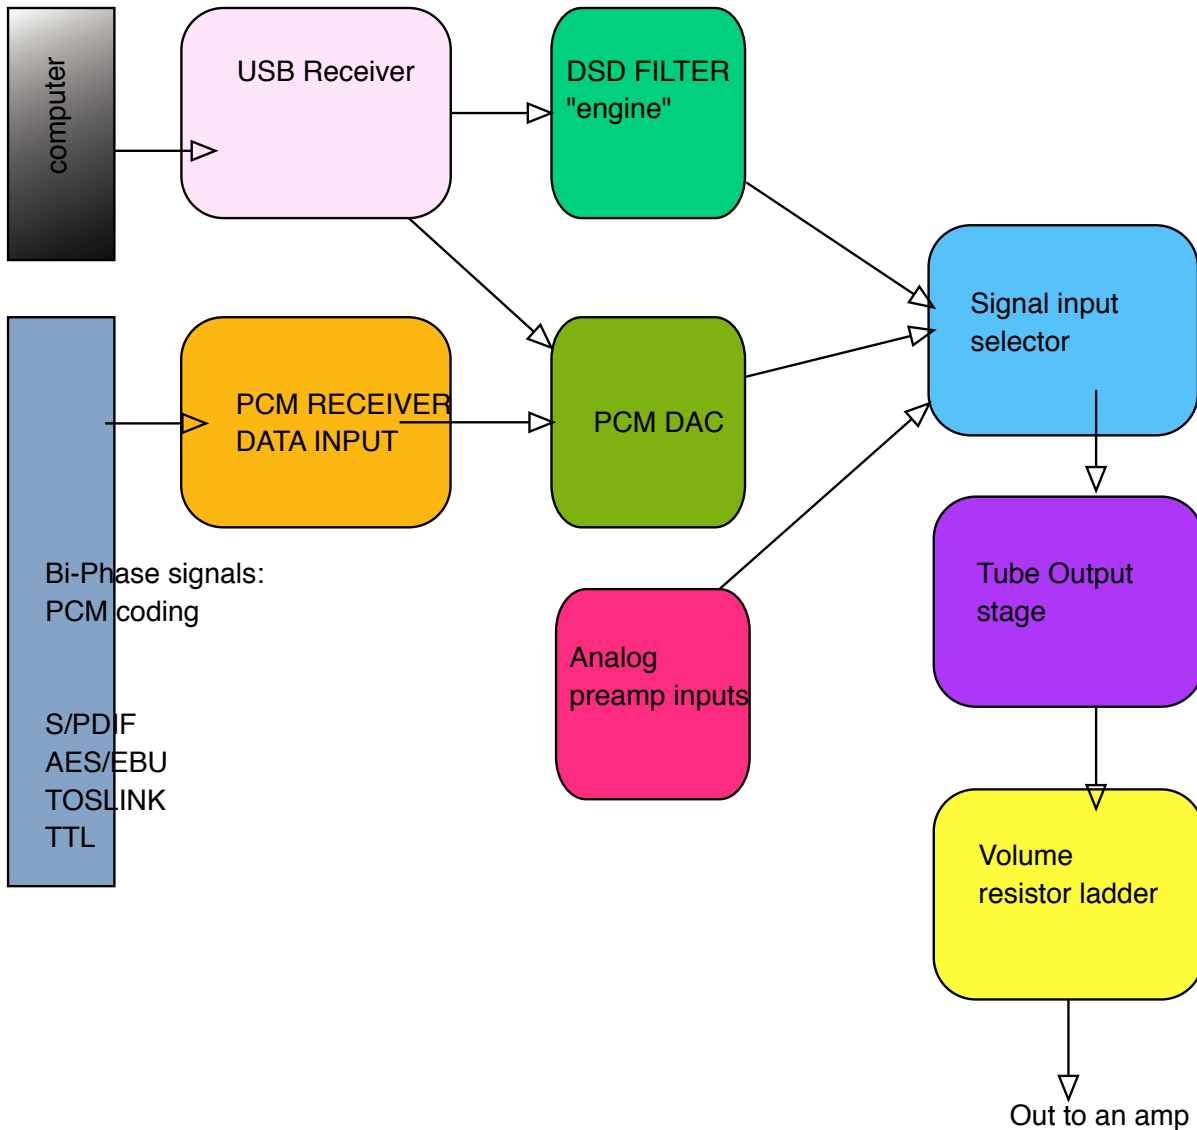 computer
USB Receiver
DSD FILTER
"engine"
Signal input
selector
PCM RECEIVER
DATA INPUT
PCM DAC
Bi-Phase signals:
PCM coding
S/PDIF
AES/EBU
TOSLINK
TTL
Analog
preamp inputs
Tube Output
stage
Volume
resistor ladder
Out to an amp